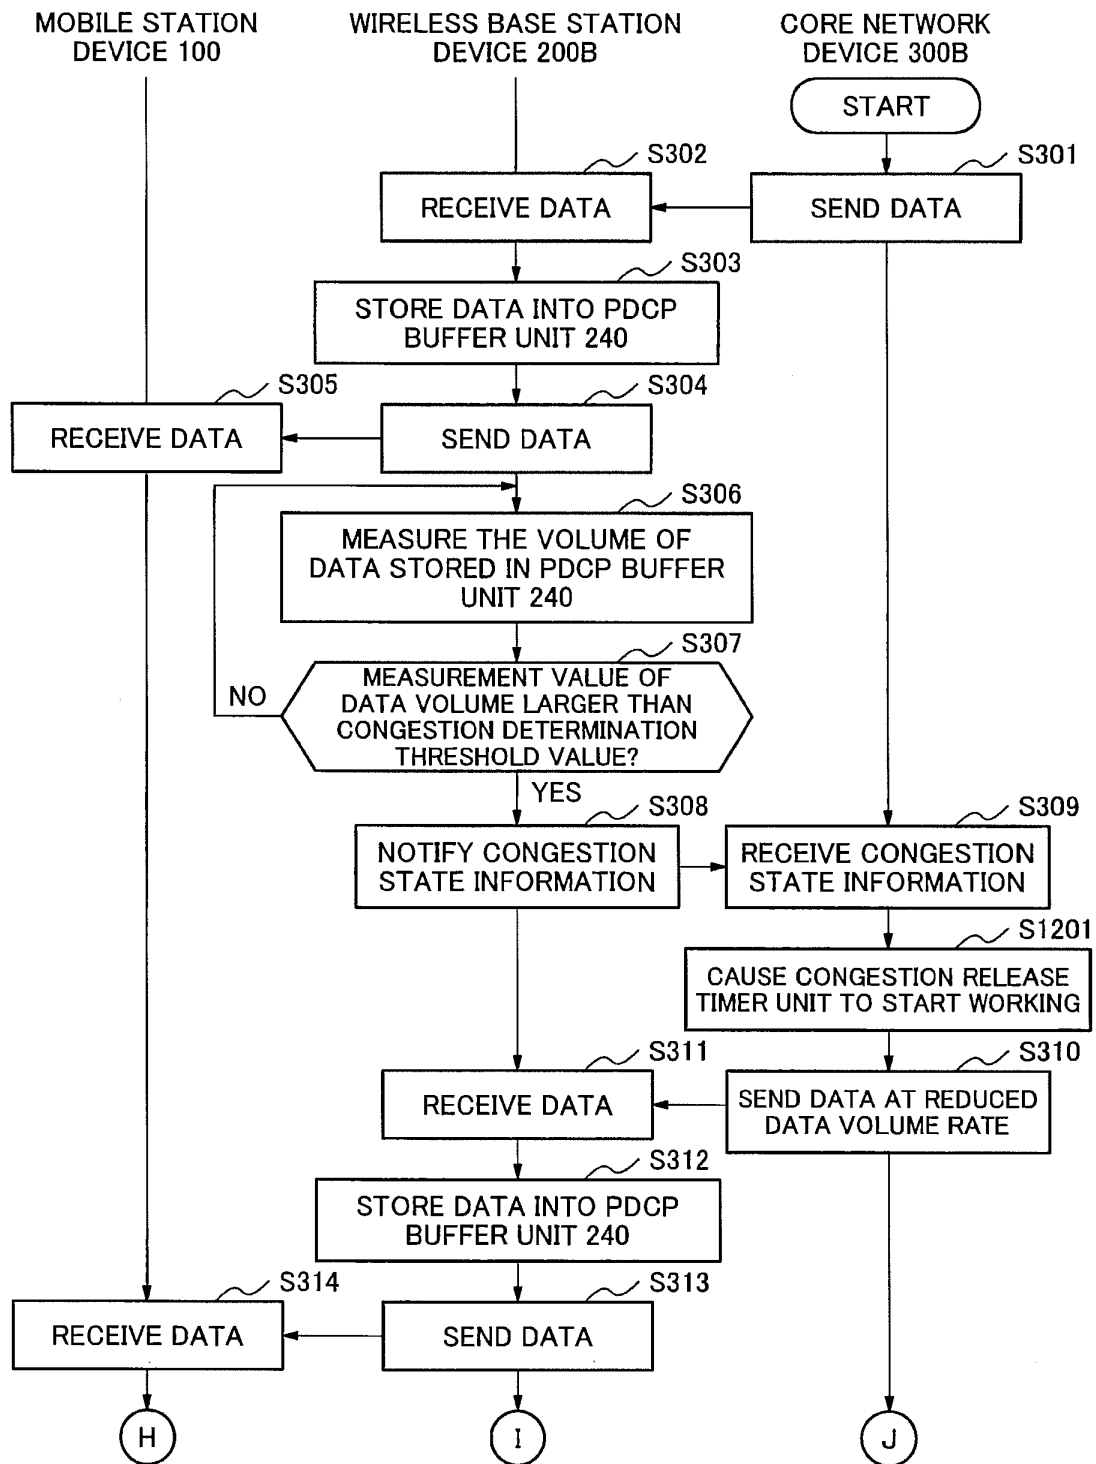 MOBILE STATION
DEVICE 100
WIRELESS BASE STATION
DEVICE 200B
CORE NETWORK
DEVICE 300B
START
S302
S301
RECEIVE DATA
SEND DATA
S303
STORE DATA INTO PDCP
BUFFER UNIT 240
S305
S304
RECEIVE DATA
SEND DATA
S306
MEASURE THE VOLUME OF
DATA STORED IN PDCP BUFFER
UNIT 240
S307
MEASUREMENT VALUE OF
DATA VOLUME LARGER THAN
CONGESTION DETERMINATION
THRESHOLD VALUE?
NO
YES
S308
S309
NOTIFY CONGESTION
STATE INFORMATION
RECEIVE CONGESTION
STATE INFORMATION
S1201
CAUSE CONGESTION RELEASE
TIMER UNIT TO START WORKING
S311
S310
RECEIVE DATA
SEND DATA AT REDUCED
DATA VOLUME RATE
S312
STORE DATA INTO PDCP
BUFFER UNIT 240
S314
S313
RECEIVE DATA
SEND DATA
H
I
J